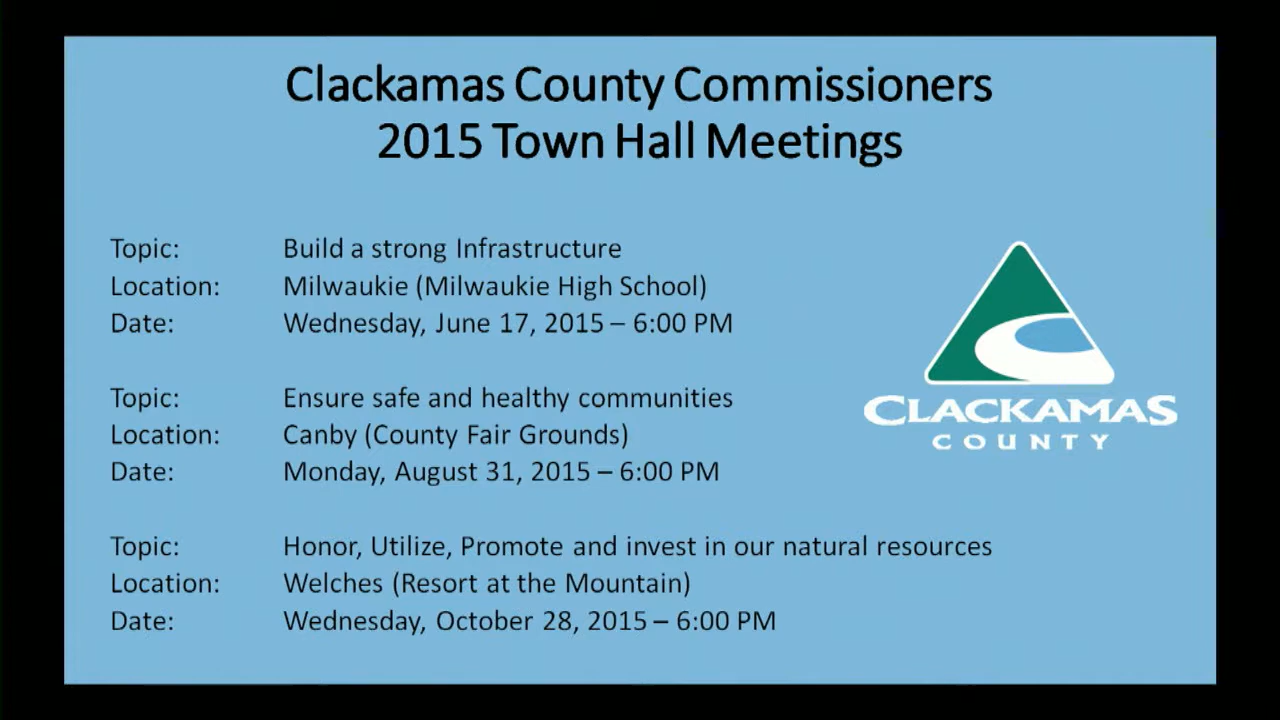 Clackamas County Commissioners
2015 Town Hall Meetings
Topic: Build a strong Infrastructure
Location: Milwaukie (Milwaukie High School)
Date: Wednesday, June 17, 2015 – 6:00 PM
Topic: Ensure safe and healthy communities
Location: Canby (County Fair Grounds)
Date: Monday, August 31, 2015 – 6:00 PM
Topic: Honor, Utilize, Promote and invest in our natural resources
Location: Welches (Resort at the Mountain)
Date: Wednesday, October 28, 2015 – 6:00 PM
CLACKAMAS
COUNTY